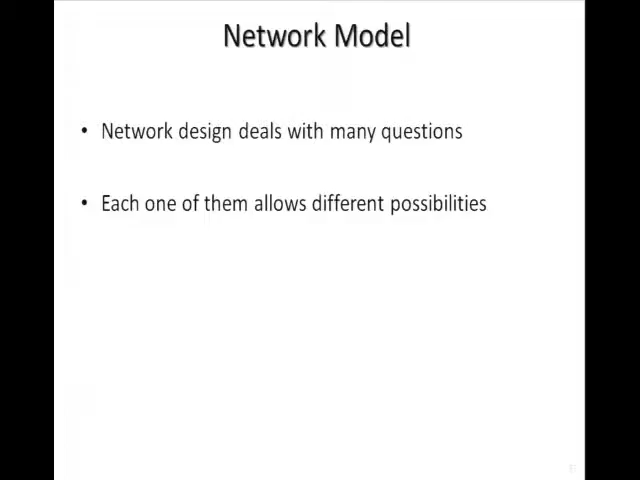 Network Model
• Network design deals with many questions
• Each one of them allows different possibilities